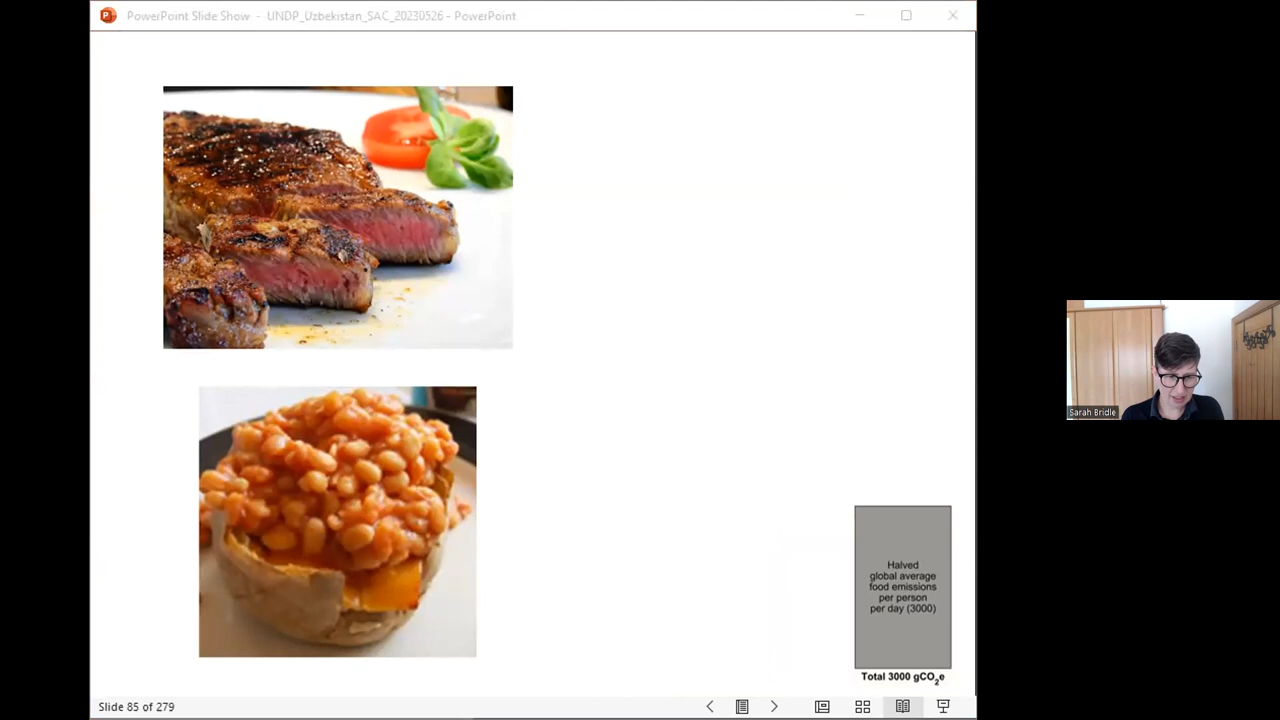 PowerPoint Slide Show - UNDP_Uzbekistan_SAC_20230526 - PowerPoint
Halved
global average
food emissions
per person
per day (3000)
Total 3000 gCO2e
Sarah Bridle
Slide 85 of 279